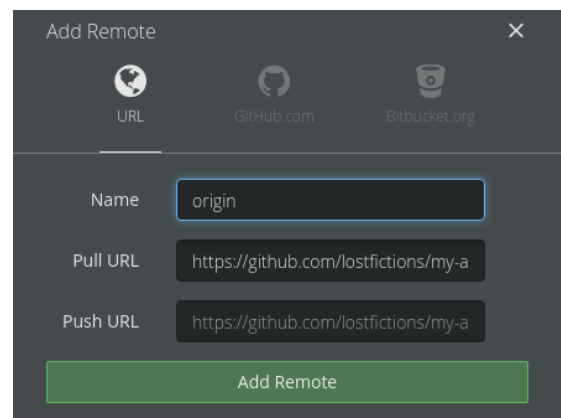 Add Remote
URL
GitHub.com
Bitbucket.org
Name
origin
Pull URL
https://github.com/lostfictions/my-a
Push URL
https://github.com/lostfictions/my-a
Add Remote